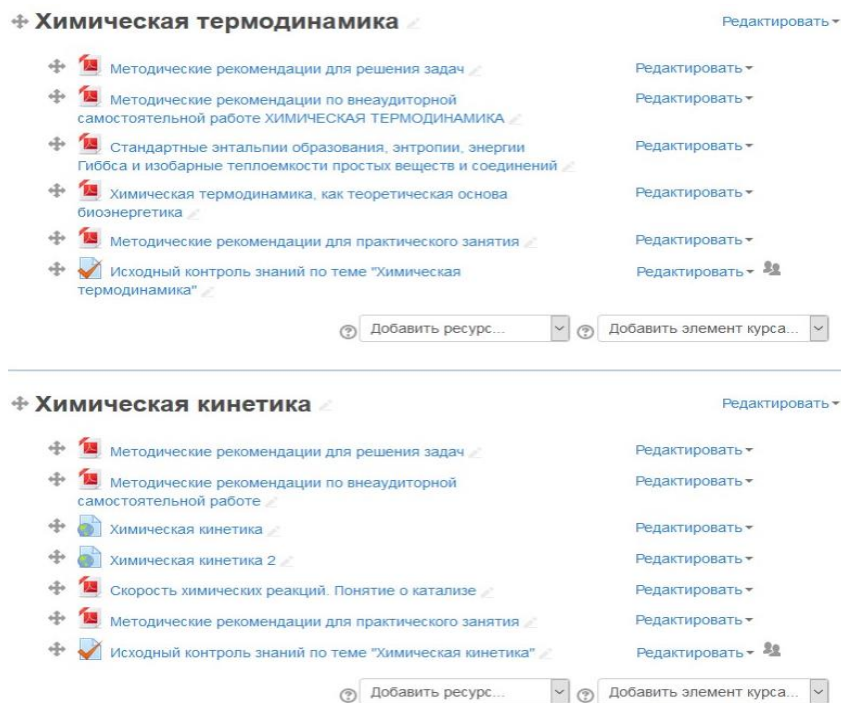 Химическая термодинамика Редактировать
Методические рекомендации для решения задач Редактировать
Методические рекомендации по внеаудиторной Редактировать
самостоятельной работе ХИМИЧЕСКАЯ ТЕРМОДИНАМИКА
Стандартные энтальпии образования, энтропии, энергии Редактировать
Гиббса и изобарные теплоемкости простых веществ и соединений
Химическая термодинамика, как теоретическая основа Редактировать
биоэнергетика
Методические рекомендации для практического занятия Редактировать
Исходный контроль знаний по теме "Химическая Редактировать
термодинамика"
Добавить ресурс... Добавить элемент курса...
Химическая кинетика Редактировать
Методические рекомендации для решения задач Редактировать
Методические рекомендации по внеаудиторной Редактировать
самостоятельной работе
Химическая кинетика Редактировать
Химическая кинетика 2 Редактировать
Скорость химических реакций. Понятие о катализе Редактировать
Методические рекомендации для практического занятия Редактировать
Исходный контроль знаний по теме "Химическая кинетика" Редактировать
Добавить ресурс... Добавить элемент курса...